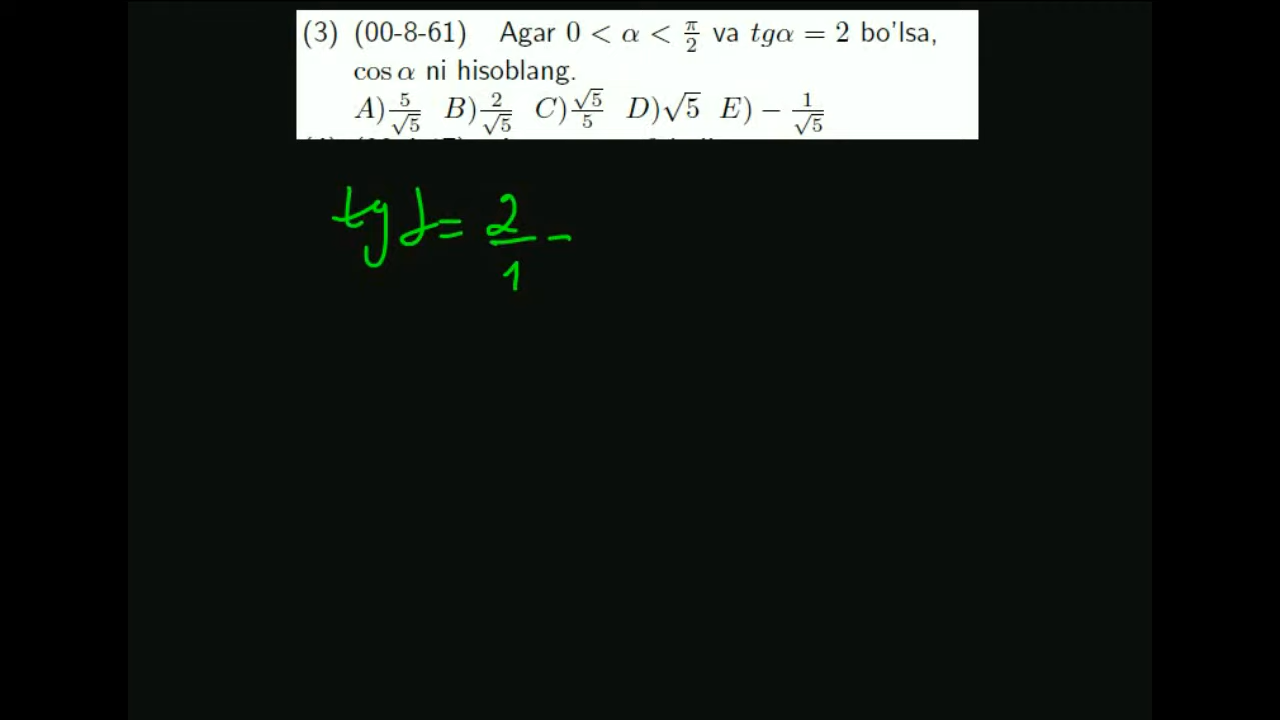 (3) (00-8-61) Agar 0 < α < π/2 va tgα = 2 bo'lsa,
cos α ni hisoblang.
A) 5/√5 B) 2/√5 C) √5/5 D) √5 E) − 1/√5
tg α = 2/1 −